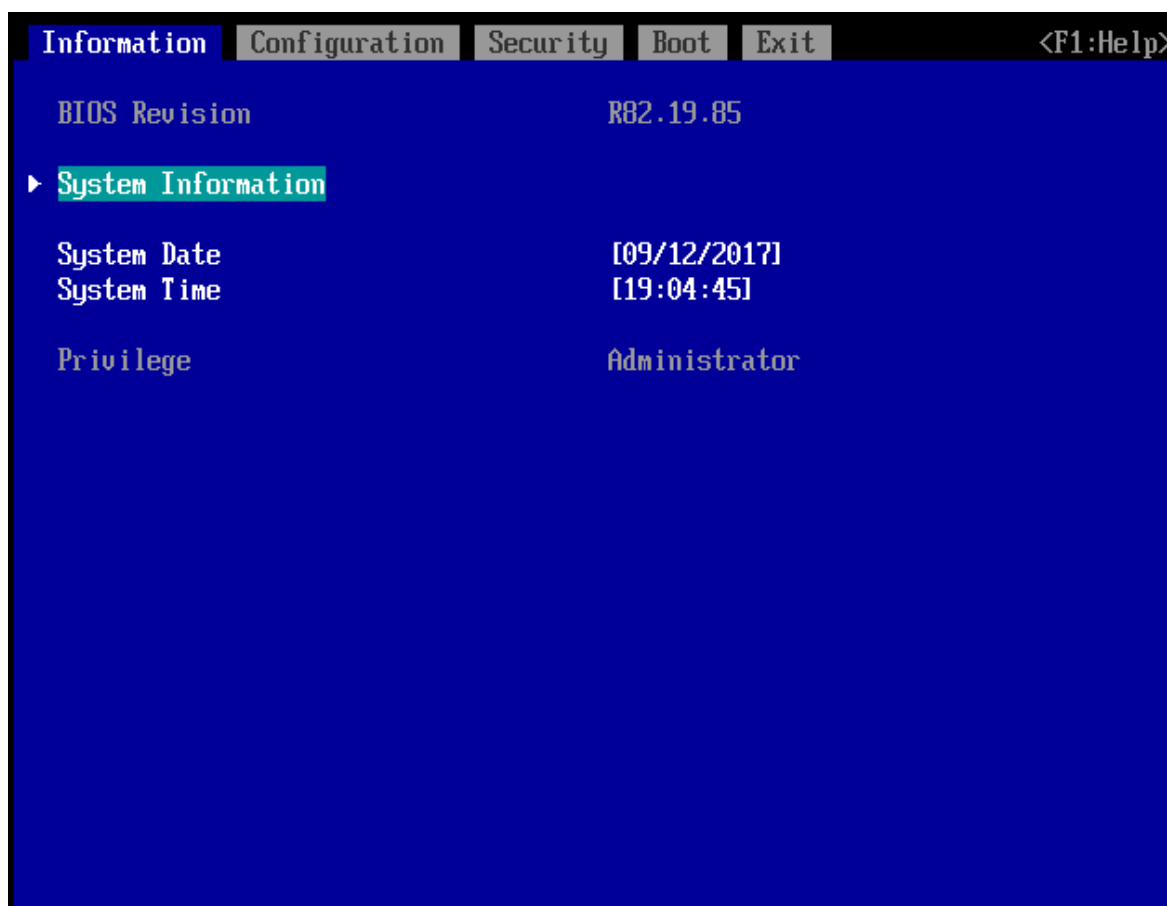 Information Configuration Security Boot Exit <F1:Help>
BIOS Revision R82.19.85
System Information
System Date [09/12/2017]
System Time [19:04:45]
Privilege Administrator